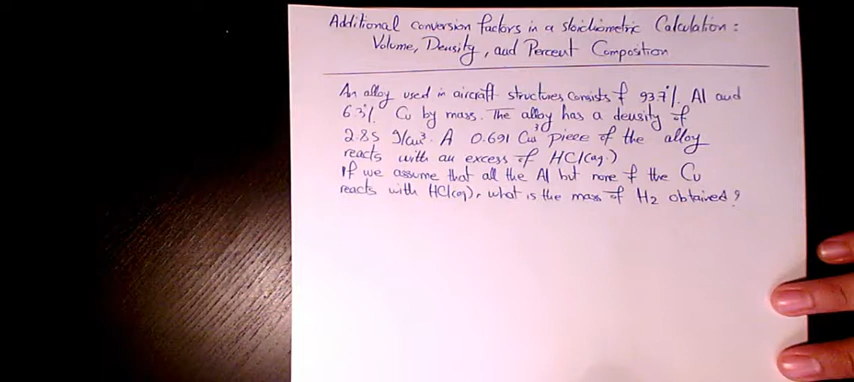 Additional conversion factors in a stoichiometric Calculation :
Volume, Density, and Percent Composition
An alloy used in aircraft structures consists of 93.7% Al and
6.3% Cu by mass. The alloy has a density of
2.85 g/cm³. A 0.691 cm³ piece of the alloy
reacts with an excess of HCl(aq.)
If we assume that all the Al but none of the Cu
reacts with HCl(aq), what is the mass of H2 obtained ?